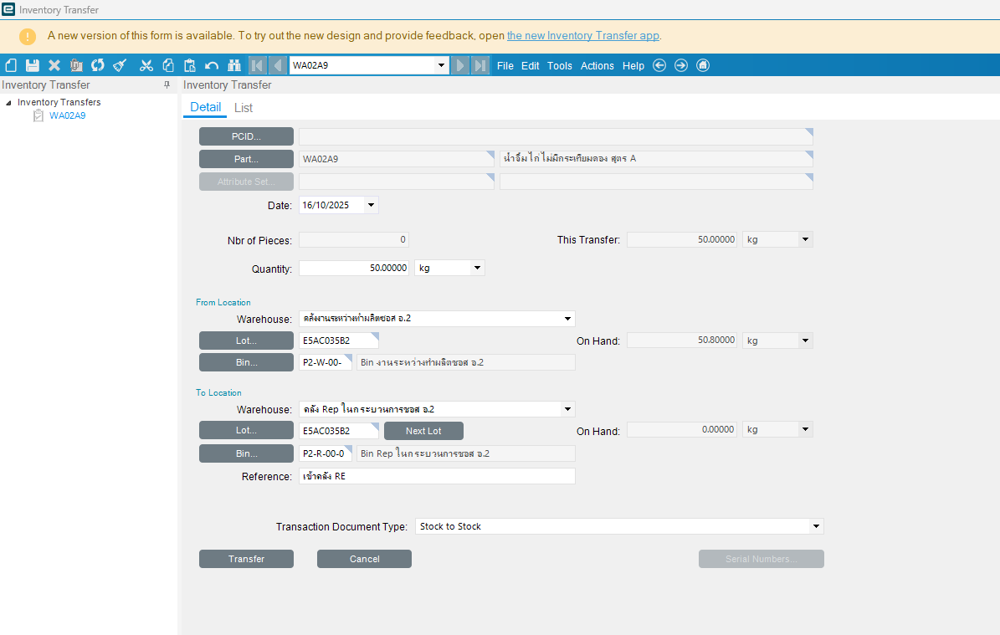 Inventory Transfer
A new version of this form is available. To try out the new design and provide feedback, open the new Inventory Transfer app.
WA02A9 File Edit Tools Actions Help
Inventory Transfer
Inventory Transfers
WA02A9
Inventory Transfer
Detail List
PCID...
Part... WA02A9 น้ำจิ้มไก่ไม่มีกระเทียมดอง สูตร A
Attribute Set...
Date: 16/10/2025
Nbr of Pieces: 0 This Transfer: 50.00000 kg
Quantity: 50.00000 kg
From Location
Warehouse: คลังงานระหว่างทำผลิตซอส อ.2
Lot... E5AC035B2 On Hand: 50.80000 kg
Bin... P2-W-00- Bin งานระหว่างทำผลิตซอส อ.2
To Location
Warehouse: คลัง Rep ในกระบวนการซอส อ.2
Lot... E5AC035B2 Next Lot On Hand: 0.00000 kg
Bin... P2-R-00-0 Bin Rep ในกระบวนการซอส อ.2
Reference: เข้าคลัง RE
Transaction Document Type: Stock to Stock
Transfer Cancel Serial Numbers...